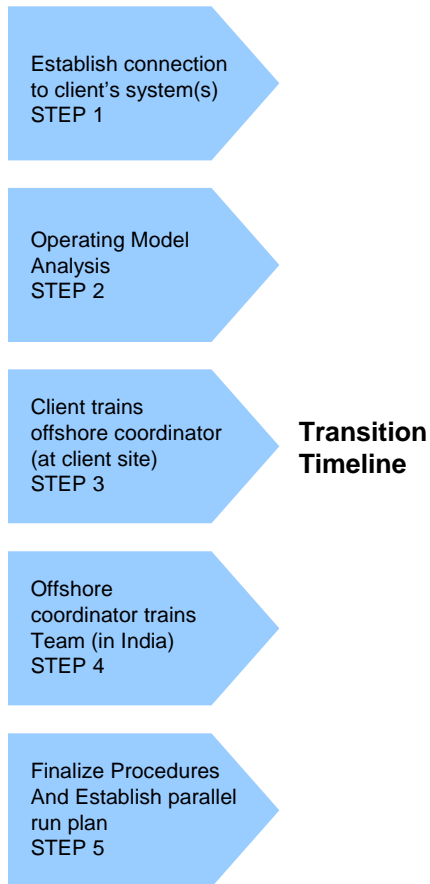 Establish connection
to client's system(s)
STEP 1
Operating Model
Analysis
STEP 2
Client trains
offshore coordinator
(at client site)
STEP 3
Transition
Timeline
Offshore
coordinator trains
Team (in India)
STEP 4
Finalize Procedures
And Establish parallel
run plan
STEP 5